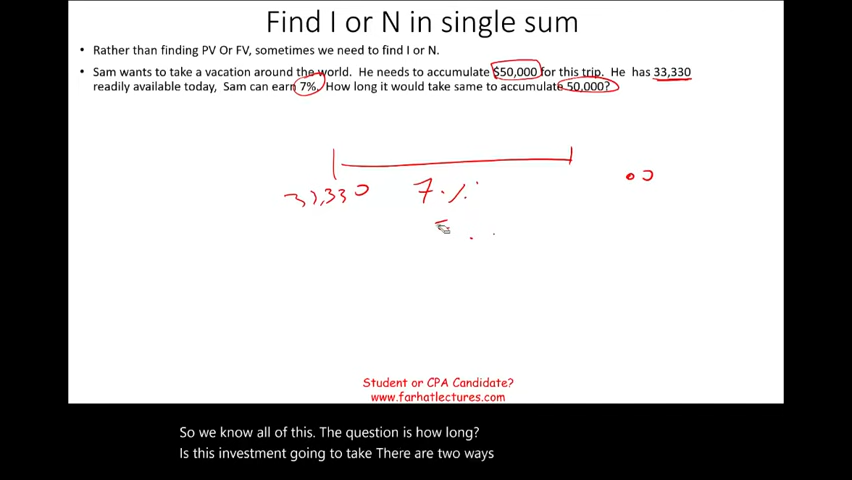 Find I or N in single sum
• Rather than finding PV Or FV, sometimes we need to find I or N.
• Sam wants to take a vacation around the world. He needs to accumulate $50,000 for this trip. He has 33,330
readily available today, Sam can earn 7%. How long it would take same to accumulate 50,000?
33,330 7%
Student or CPA Candidate?
www.farhatlectures.com
So we know all of this. The question is how long?
Is this investment going to take There are two ways